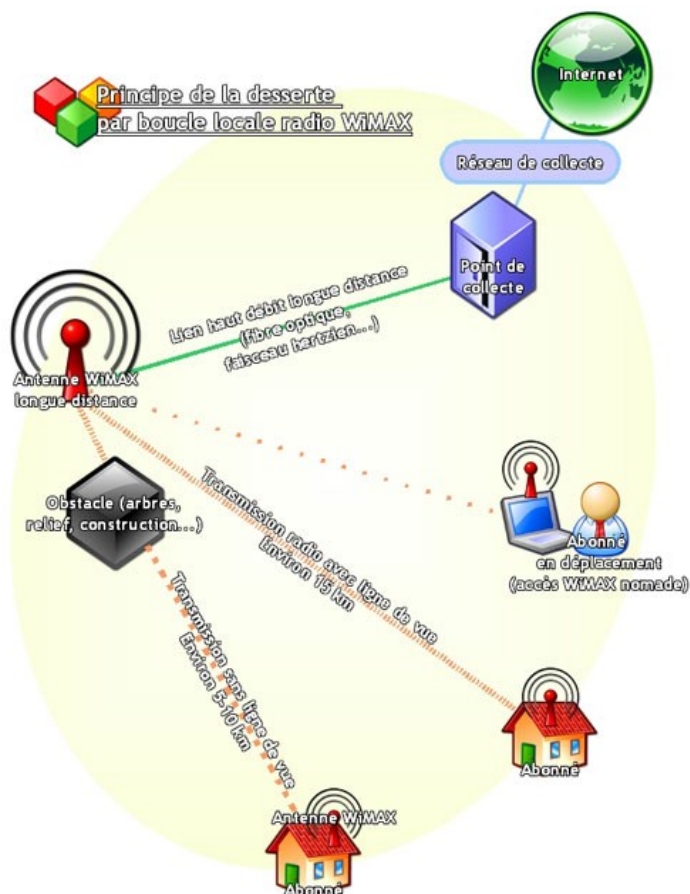 Principe de la desserte
par boucle locale radio WiMAX
Internet
Réseau de collecte
Point de
collecte
Lien haut débit longue distance
(fibre optique,
faisceau hertzien...)
Antenne WiMAX
longue distance
Obstacle (arbres,
relief, construction...)
Transmission radio avec ligne de vue
Environ 15 km
Abonné
en déplacement
(accès WiMAX nomade)
Transmission sans ligne de vue
Environ 5-10 km
Abonné
Antenne WiMAX
Abonné